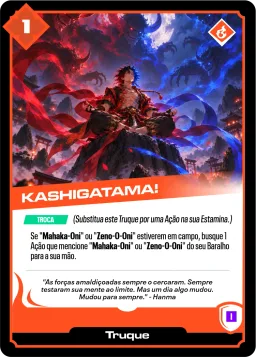 1
KASHIGATAMA!
TROCA (Substitua este Truque por uma Ação na sua Estamina.)
Se "Mahaka-Oni" ou "Zeno-O-Oni" estiverem em campo, busque 1
Ação que mencione "Mahaka-Oni" ou "Zeno-O-Oni" do seu Baralho
para a sua mão.
"As forças amaldiçoadas sempre o cercaram. Sempre
testaram sua mente ao limite. Mas um dia algo mudou.
Mudou para sempre." - Hanma
I
Truque